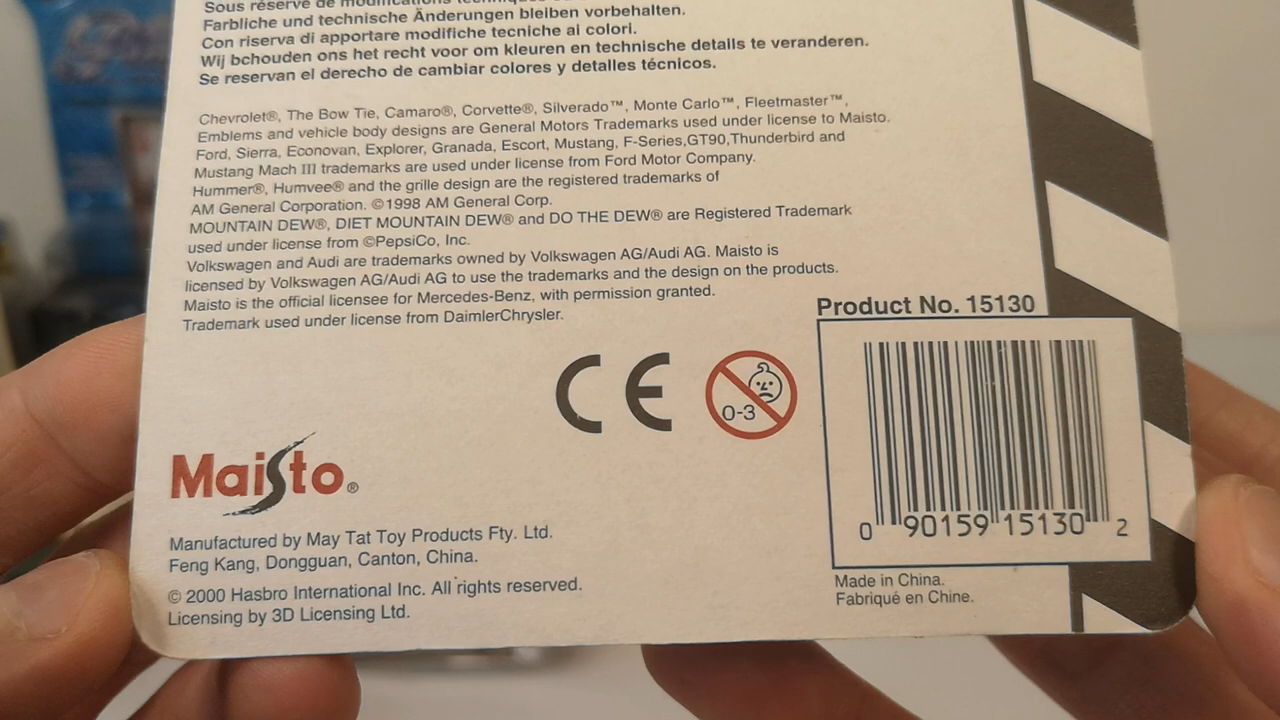 Sous réserve de modifications techniques
Farbliche und technische Änderungen bleiben vorbehalten.
Con riserva di apportare modifiche tecniche ai colori.
Wij bchouden ons het recht voor om kleuren en technische details te veranderen.
Se reservan el derecho de cambiar colores y detalles técnicos.
Chevrolet®, The Bow Tie, Camaro®, Corvette®, Silverado™, Monte Carlo™, Fleetmaster™,
Emblems and vehicle body designs are General Motors Trademarks used under license to Maisto.
Ford, Sierra, Econovan, Explorer, Granada, Escort, Mustang, F-Series,GT90,Thunderbird and
Mustang Mach III trademarks are used under license from Ford Motor Company.
Hummer®, Humvee® and the grille design are the registered trademarks of
AM General Corporation. ©1998 AM General Corp.
MOUNTAIN DEW®, DIET MOUNTAIN DEW® and DO THE DEW® are Registered Trademark
used under license from ©PepsiCo, Inc.
Volkswagen and Audi are trademarks owned by Volkswagen AG/Audi AG. Maisto is
licensed by Volkswagen AG/Audi AG to use the trademarks and the design on the products.
Maisto is the official licensee for Mercedes-Benz, with permission granted.
Trademark used under license from DaimlerChrysler.
Product No. 15130
CE
0-3
0 90159 15130 2
Maisto®
Manufactured by May Tat Toy Products Fty. Ltd.
Feng Kang, Dongguan, Canton, China.
© 2000 Hasbro International Inc. All rights reserved.
Licensing by 3D Licensing Ltd.
Made in China.
Fabriqué en Chine.